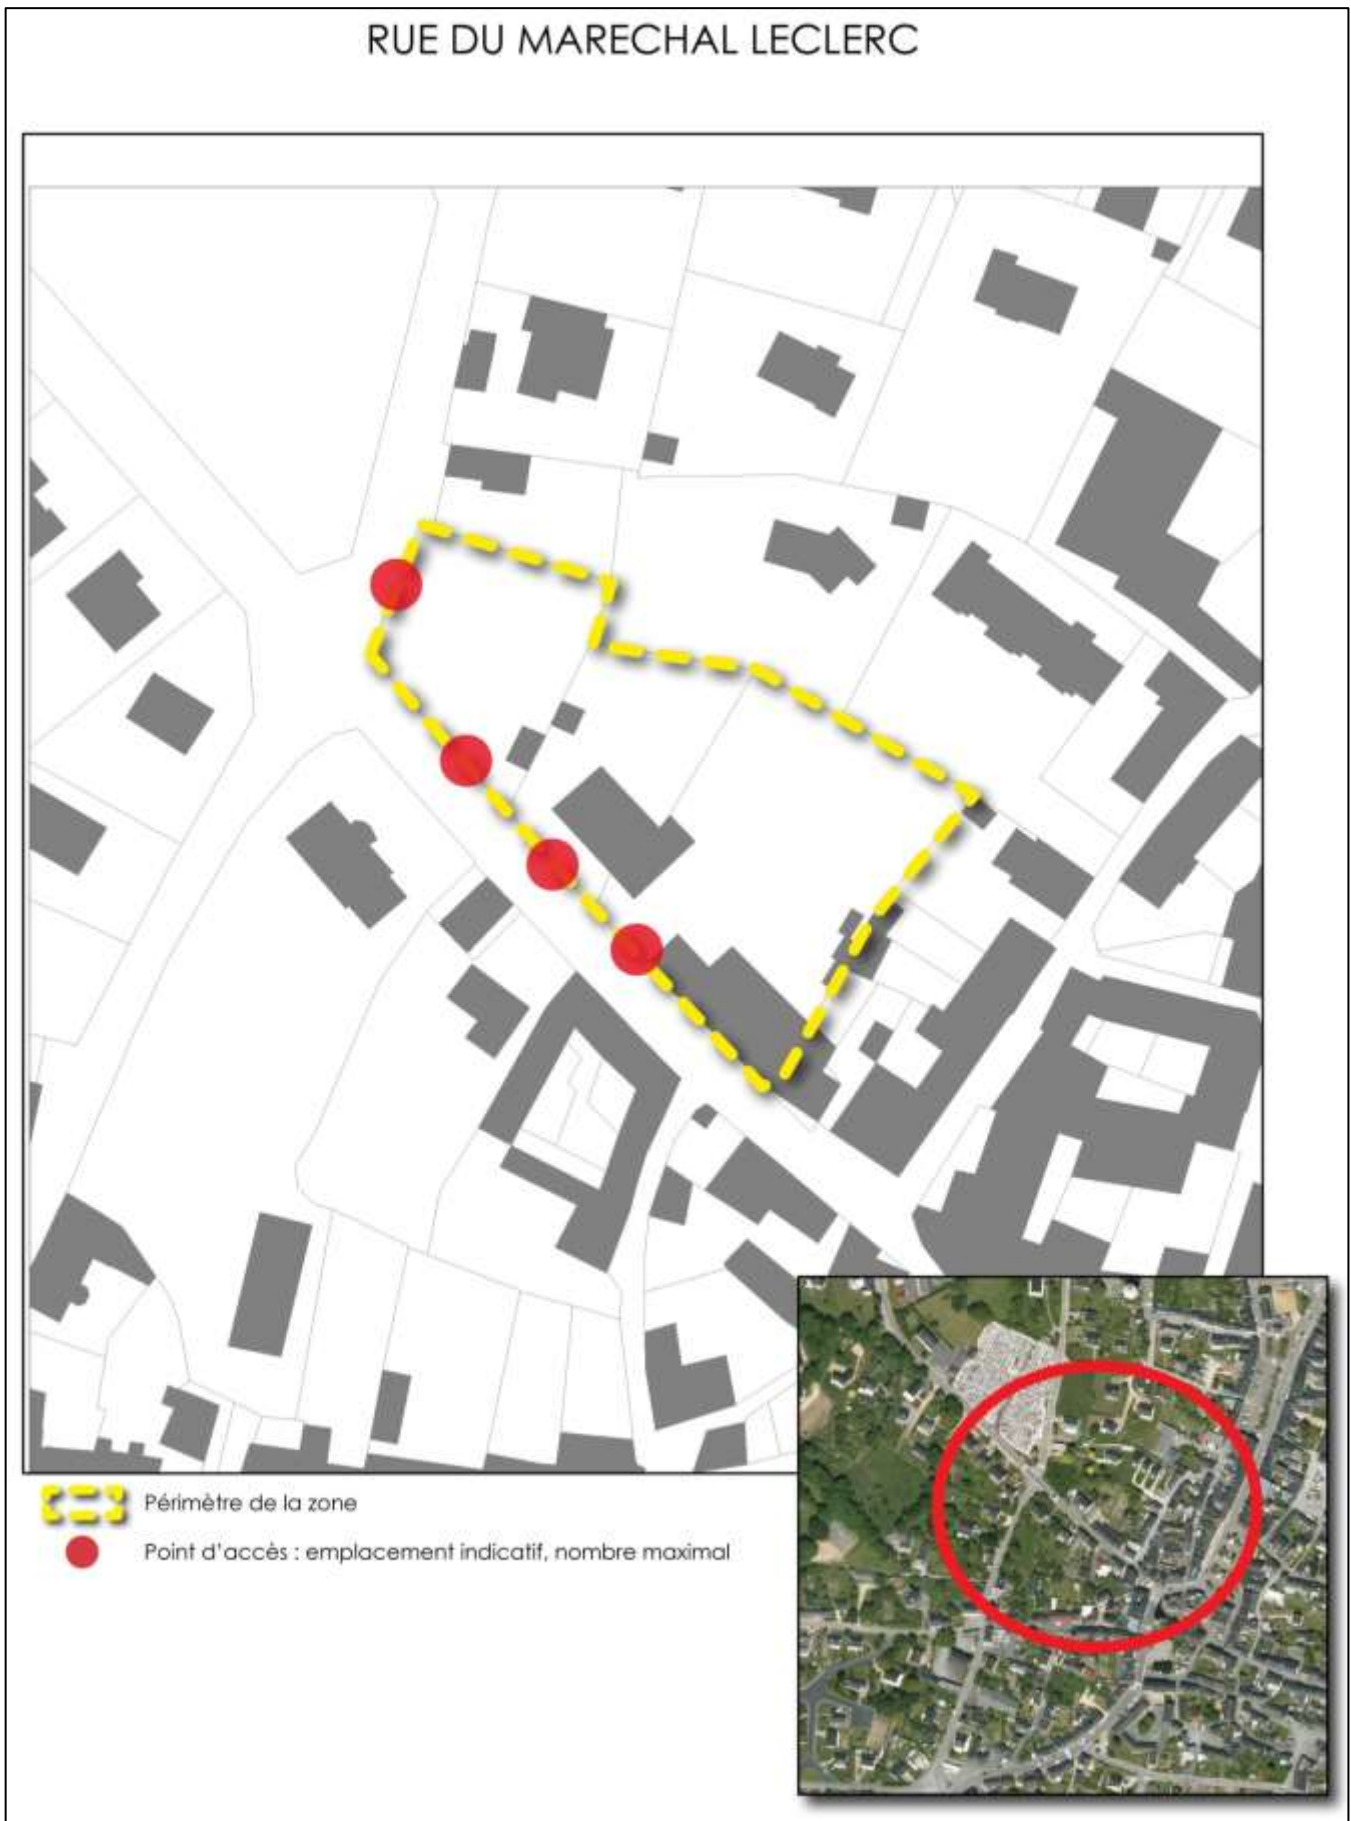 RUE DU MARECHAL LECLERC
Périmètre de la zone
Point d'accès : emplacement indicatif, nombre maximal